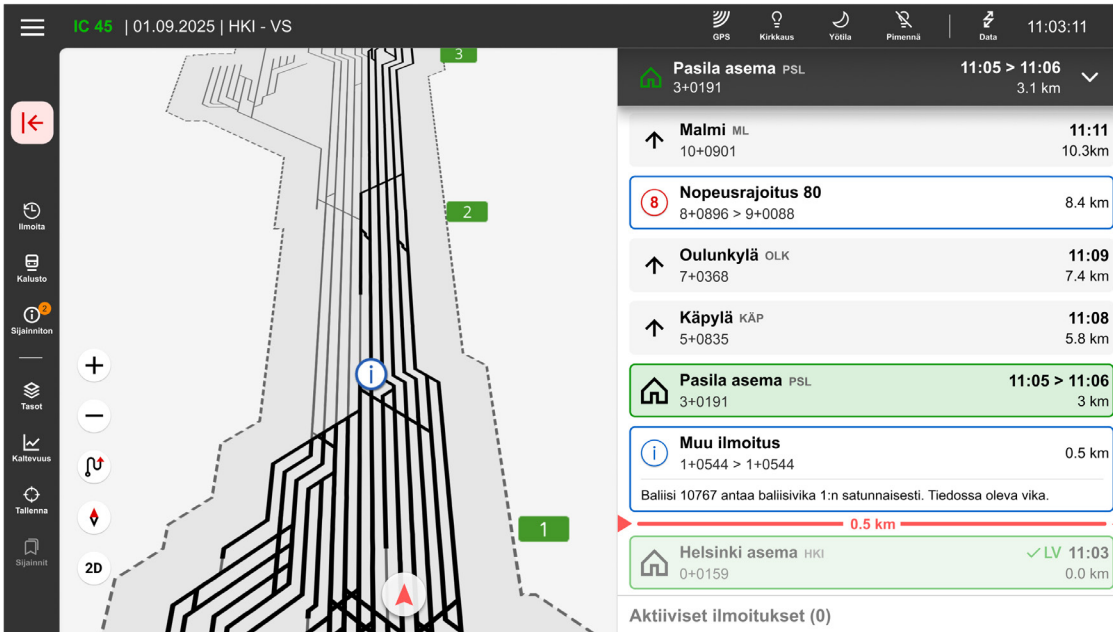 IC 45 | 01.09.2025 | HKI - VS
GPS
Kirkkaus
Yötila
Pimennä
Data
11:03:11
Ilmoita
Kalusto
2
Sijainniton
Tasot
Kaltevuus
Tallenna
Sijainnit
3
2
1
i
+
−
2D
Pasila asema PSL 11:05 > 11:06
3+0191 3.1 km
Malmi ML 11:11
10+0901 10.3km
8 Nopeusrajoitus 80
8+0896 > 9+0088 8.4 km
Oulunkylä OLK 11:09
7+0368 7.4 km
Käpylä KÄP 11:08
5+0835 5.8 km
Pasila asema PSL 11:05 > 11:06
3+0191 3 km
i Muu ilmoitus
1+0544 > 1+0544 0.5 km
Baliisi 10767 antaa baliisivika 1:n satunnaisesti. Tiedossa oleva vika.
0.5 km
Helsinki asema HKI LV 11:03
0+0159 0.0 km
Aktiiviset ilmoitukset (0)